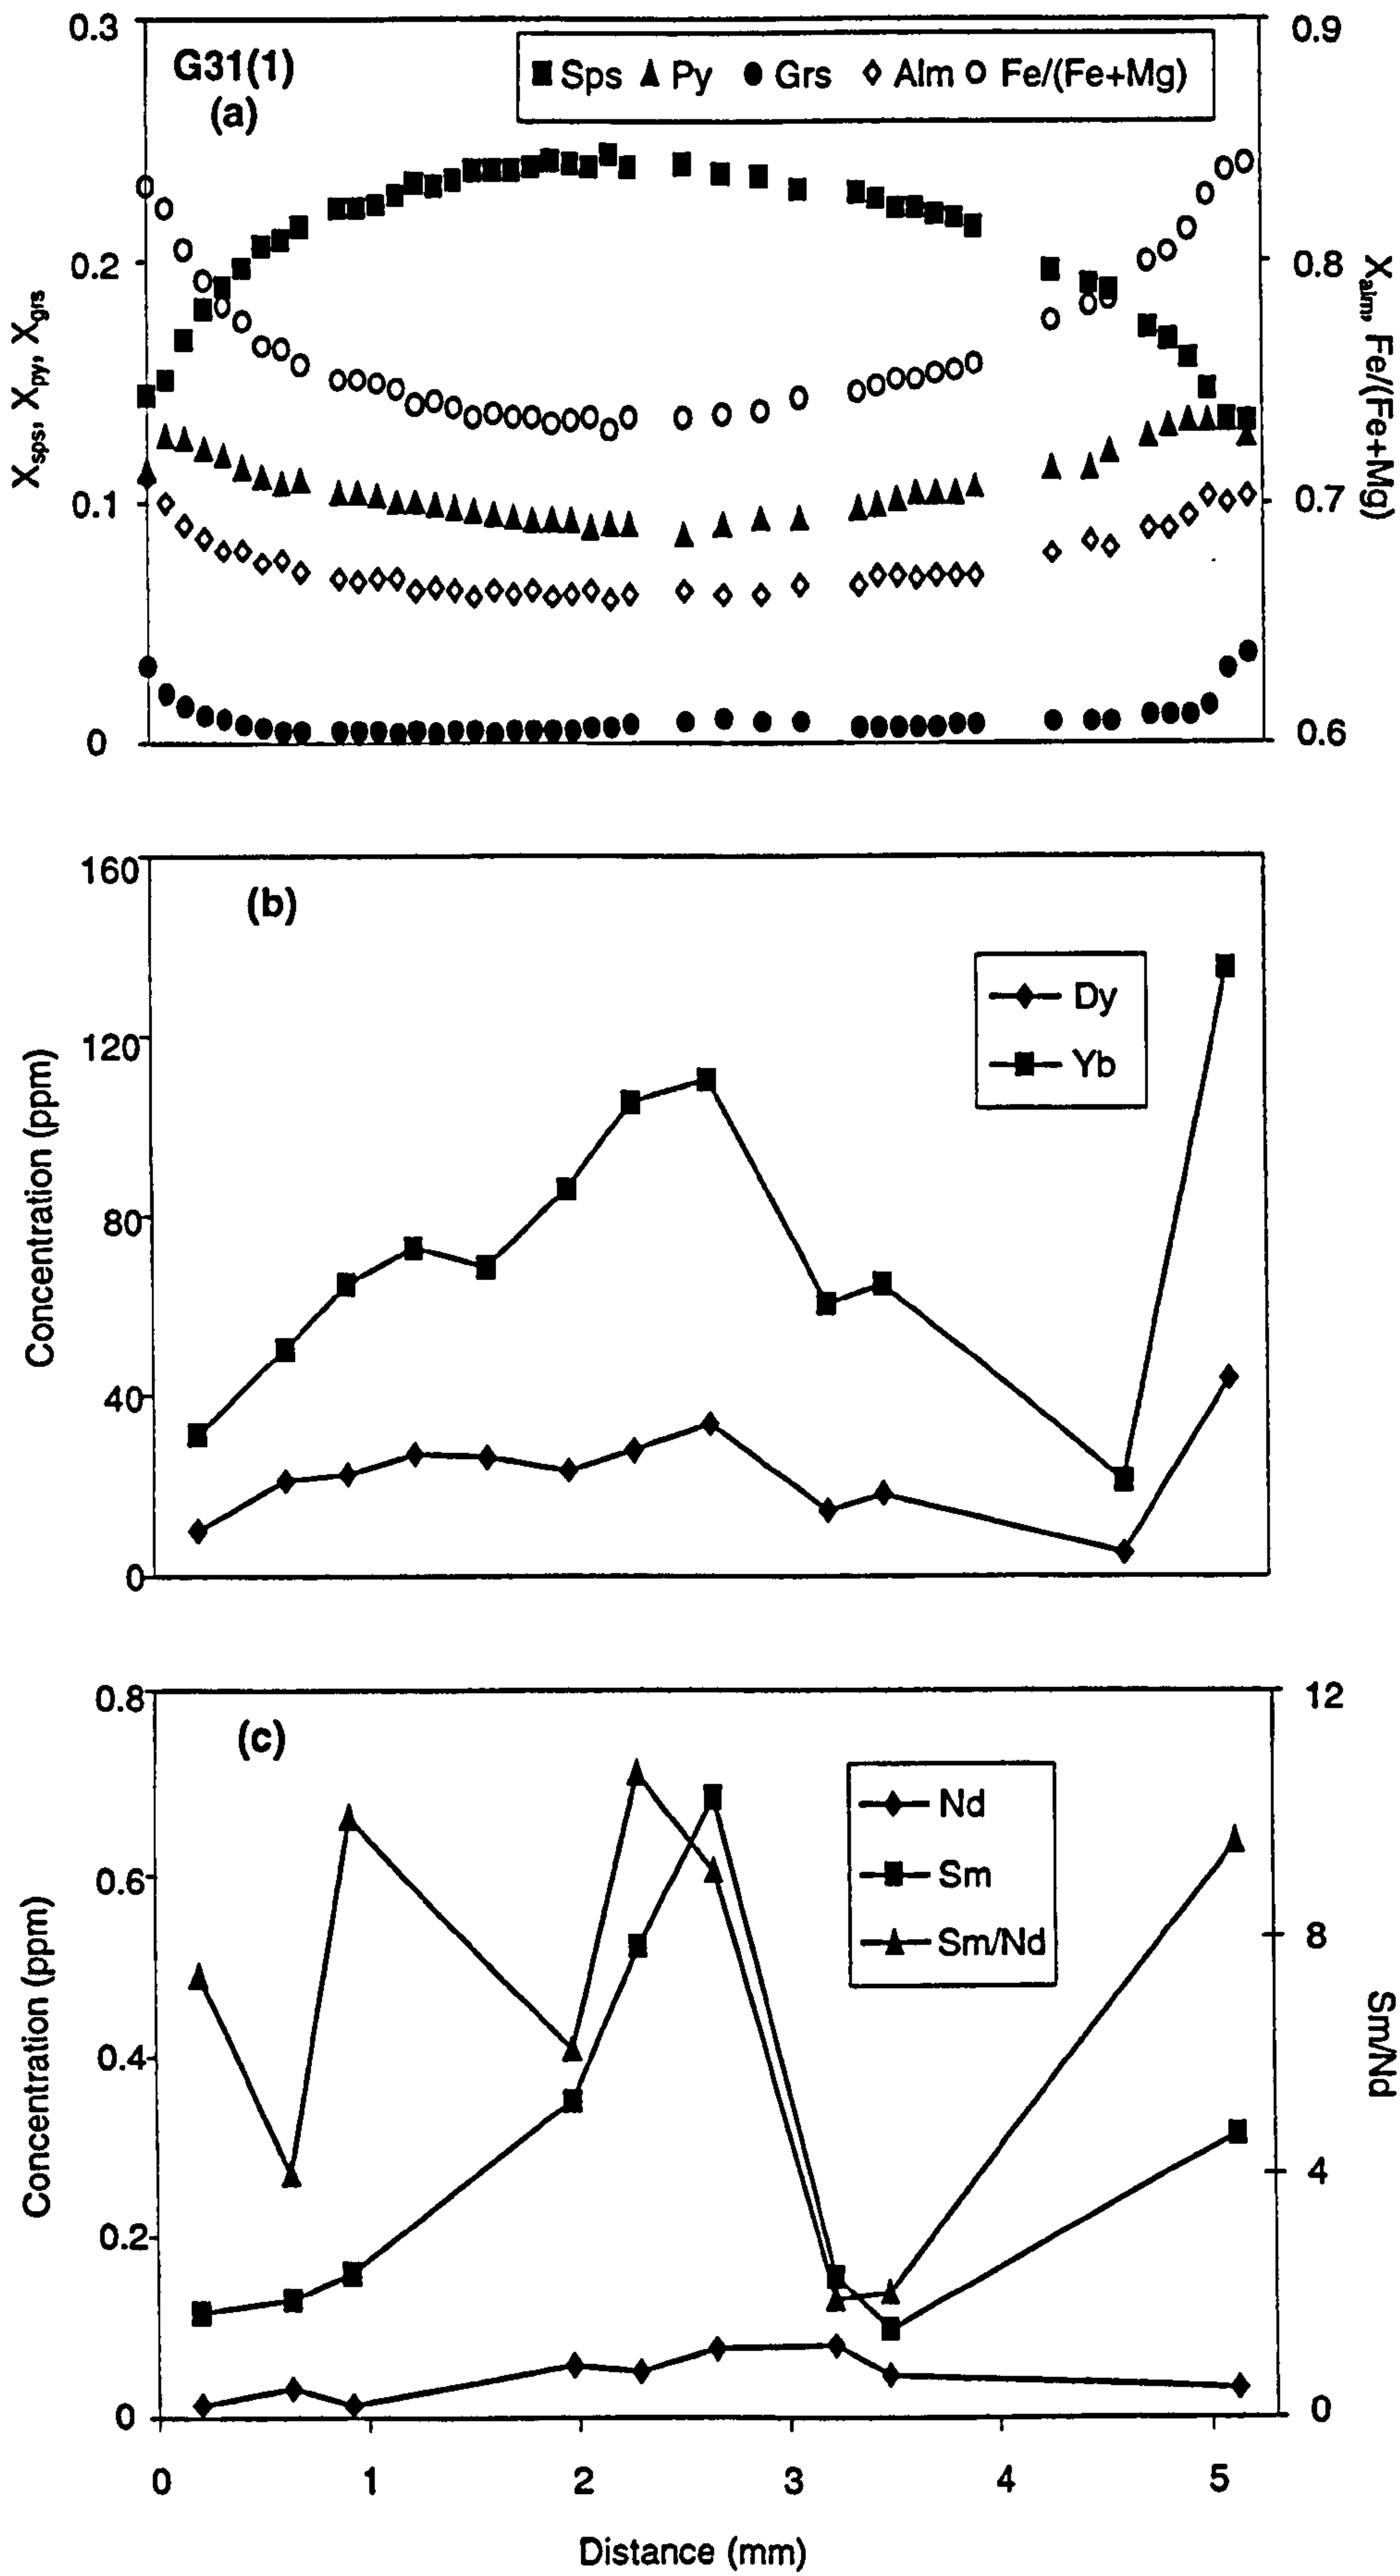 0.3
0.9
G31(1)
(a)
Sps Py Grs Alm Fe/(Fe+Mg)
0.2
0.8
Xsps, Xpy, Xgrs
Xalm, Fe/(Fe+Mg)
0.1
0.7
0
0.6
160
(b)
Dy
Yb
120
Concentration (ppm)
80
40
0
0.8
12
(c)
Nd
Sm
Sm/Nd
0.6
8
Concentration (ppm)
Sm/Nd
0.4
4
0.2
0
0
0 1 2 3 4 5
Distance (mm)